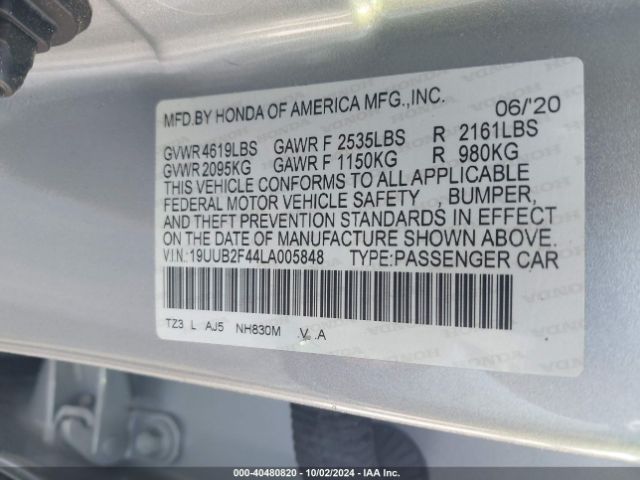 MFD.BY HONDA OF AMERICA MFG.,INC. 06/'20
GVWR 4619LBS GAWR F 2535LBS R 2161LBS
GVWR 2095KG GAWR F 1150KG R 980KG
THIS VEHICLE CONFORMS TO ALL APPLICABLE
FEDERAL MOTOR VEHICLE SAFETY , BUMPER,
AND THEFT PREVENTION STANDARDS IN EFFECT
ON THE DATE OF MANUFACTURE SHOWN ABOVE.
V.I.N.:19UUB2F44LA005848 TYPE:PASSENGER CAR
TZ3 L AJ5 NH830M .V. .A
000-40480820 - 10/02/2024 - IAA Inc.